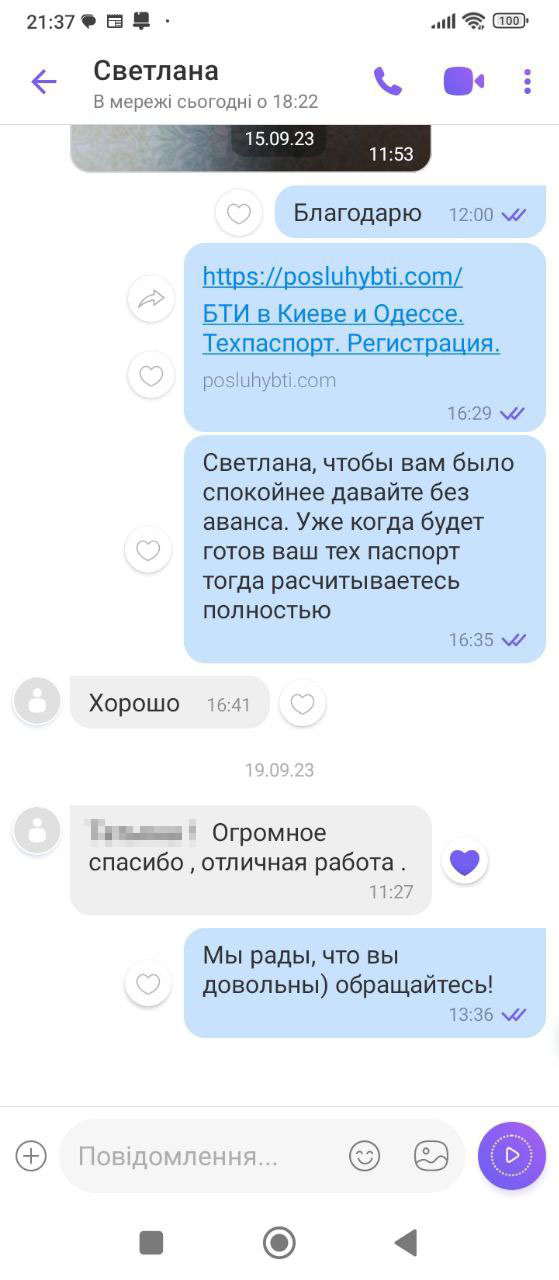 21:37
100
Светлана
В мережі сьогодні о 18:22
15.09.23
11:53
Благодарю 12:00
https://posluhybti.com/
БТИ в Киеве и Одессе.
Техпаспорт. Регистрация.
posluhybti.com
16:29
Светлана, чтобы вам было
спокойнее давайте без
аванса. Уже когда будет
готов ваш тех паспорт
тогда расчитываетесь
полностью
16:35
Хорошо 16:41
19.09.23
Огромное
спасибо , отличная работа .
11:27
Мы рады, что вы
довольны) обращайтесь!
13:36
Повідомлення...